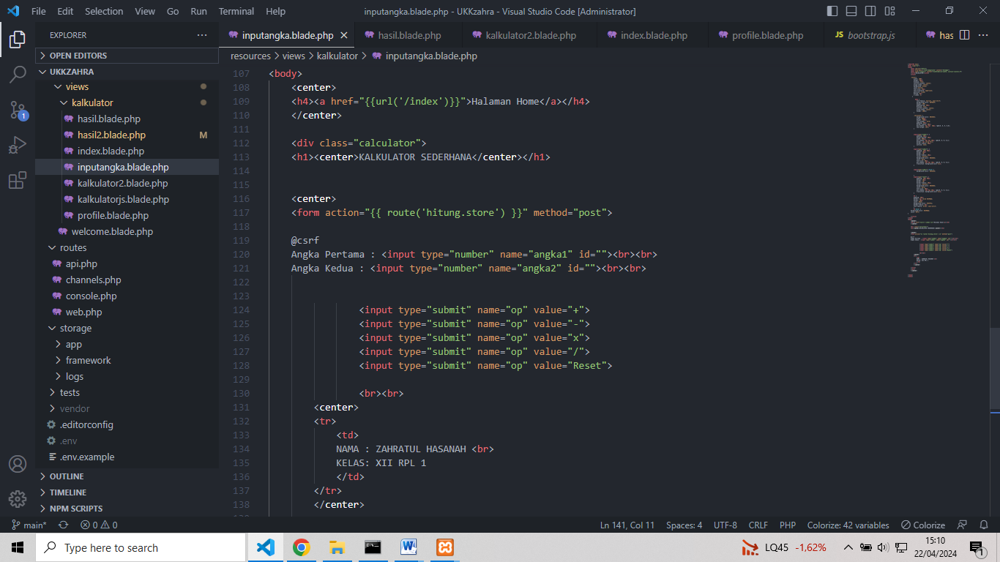 File Edit Selection View Go Run Terminal Help
inputangka.blade.php - UKKzahra - Visual Studio Code [Administrator]
EXPLORER
inputangka.blade.php
hasil.blade.php
kalkulator2.blade.php
index.blade.php
profile.blade.php
JS bootstrap.js
has
OPEN EDITORS
UKKZAHRA
views
kalkulator
hasil.blade.php
hasil2.blade.php M
index.blade.php
inputangka.blade.php
kalkulator2.blade.php
kalkulatorjs.blade.php
profile.blade.php
welcome.blade.php
routes
api.php
channels.php
console.php
web.php
storage
app
framework
logs
tests
vendor
.editorconfig
.env
.env.example
OUTLINE
TIMELINE
NPM SCRIPTS
1
resources > views > kalkulator > inputangka.blade.php
107 <body>
108 <center>
109 <h4><a href="{{url('/index')}}">Halaman Home</a></h4>
110 </center>
111
112 <div class="calculator">
113 <h1><center>KALKULATOR SEDERHANA</center></h1>
114
115
116 <center>
117 <form action="{{ route('hitung.store') }}" method="post">
118
119 @csrf
120 Angka Pertama : <input type="number" name="angka1" id=""><br><br>
121 Angka Kedua : <input type="number" name="angka2" id=""><br><br>
122
123
124 <input type="submit" name="op" value="+">
125 <input type="submit" name="op" value="-">
126 <input type="submit" name="op" value="x">
127 <input type="submit" name="op" value="/">
128 <input type="submit" name="op" value="Reset">
129
130 <br><br>
131 <center>
132 <tr>
133 <td>
134 NAMA : ZAHRATUL HASANAH <br>
135 KELAS: XII RPL 1
136 </td>
137 </tr>
138 </center>
main* 0 0 Ln 141, Col 11 Spaces: 4 UTF-8 CRLF PHP Colorize: 42 variables Colorize
Type here to search
LQ45 -1,62%
15:10
22/04/2024
1